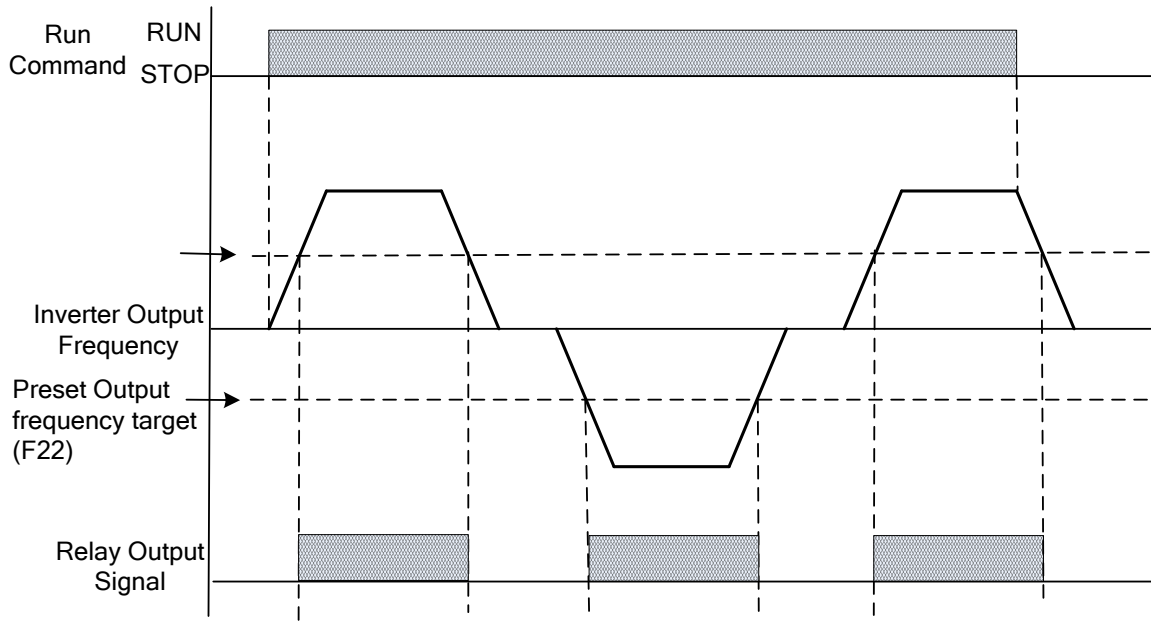 Run
Command
RUN
STOP
Inverter Output
Frequency
Preset Output
frequency target
(F22)
Relay Output
Signal